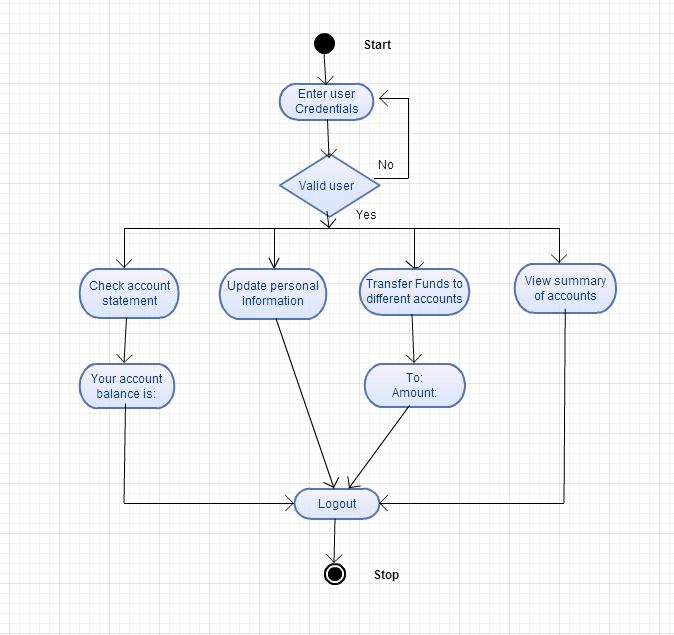 Start
Enter user
Credentials
No
Valid user
Yes
Check account
statement
Update personal
information
Transfer Funds to
different accounts
View summary
of accounts
Your account
balance is:
To:
Amount:
Logout
Stop